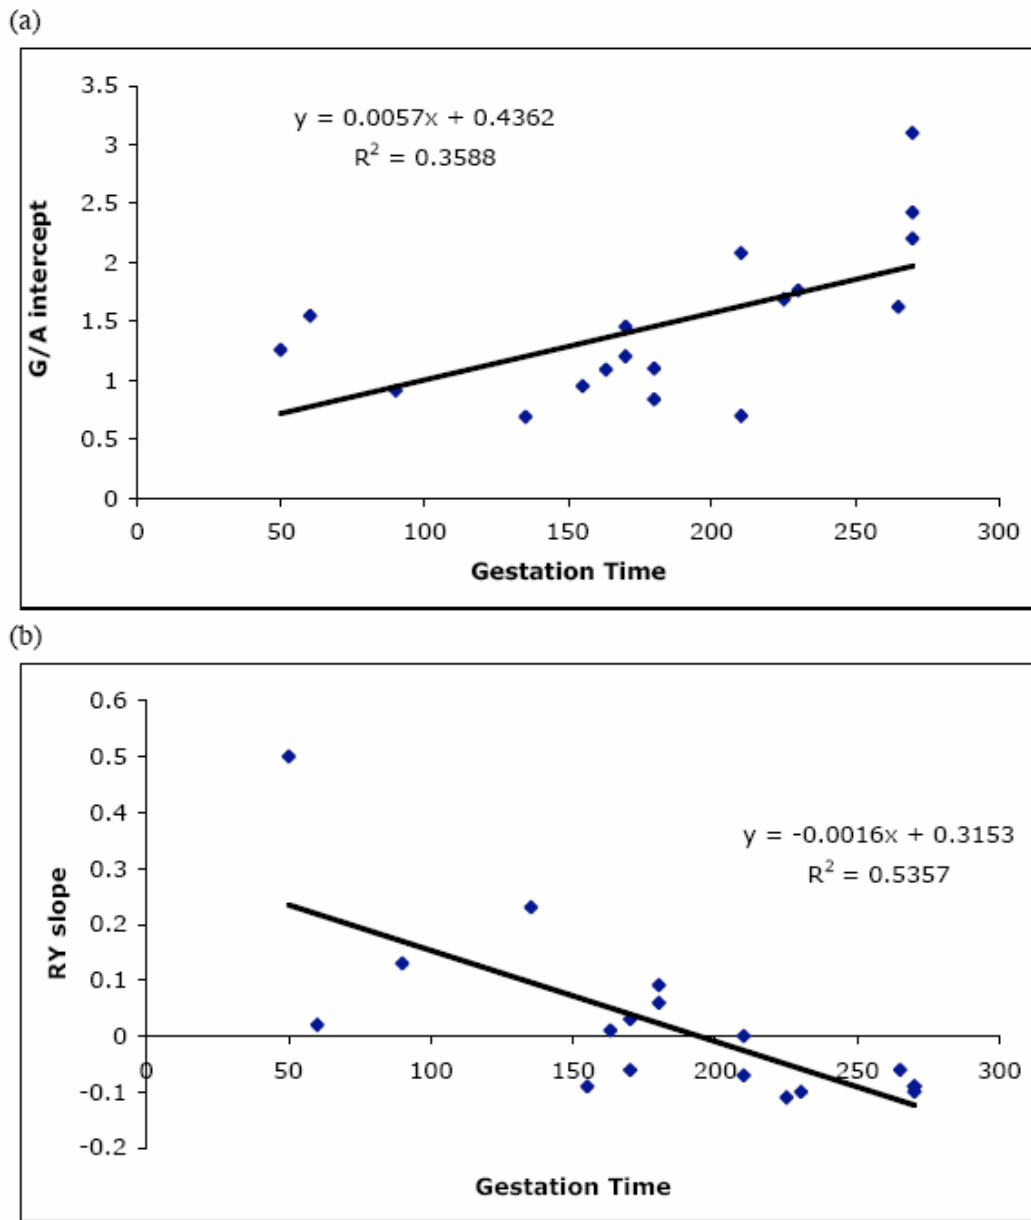 (a)
y = 0.0057x + 0.4362
R² = 0.3588
3.5
3
2.5
2
1.5
1
0.5
0
G/A intercept
0 50 100 150 200 250 300
Gestation Time
(b)
0.6
0.5
0.4
0.3
0.2
0.1
0
-0.1
-0.2
RY slope
y = -0.0016x + 0.3153
R² = 0.5357
0 50 100 150 200 250 300
Gestation Time